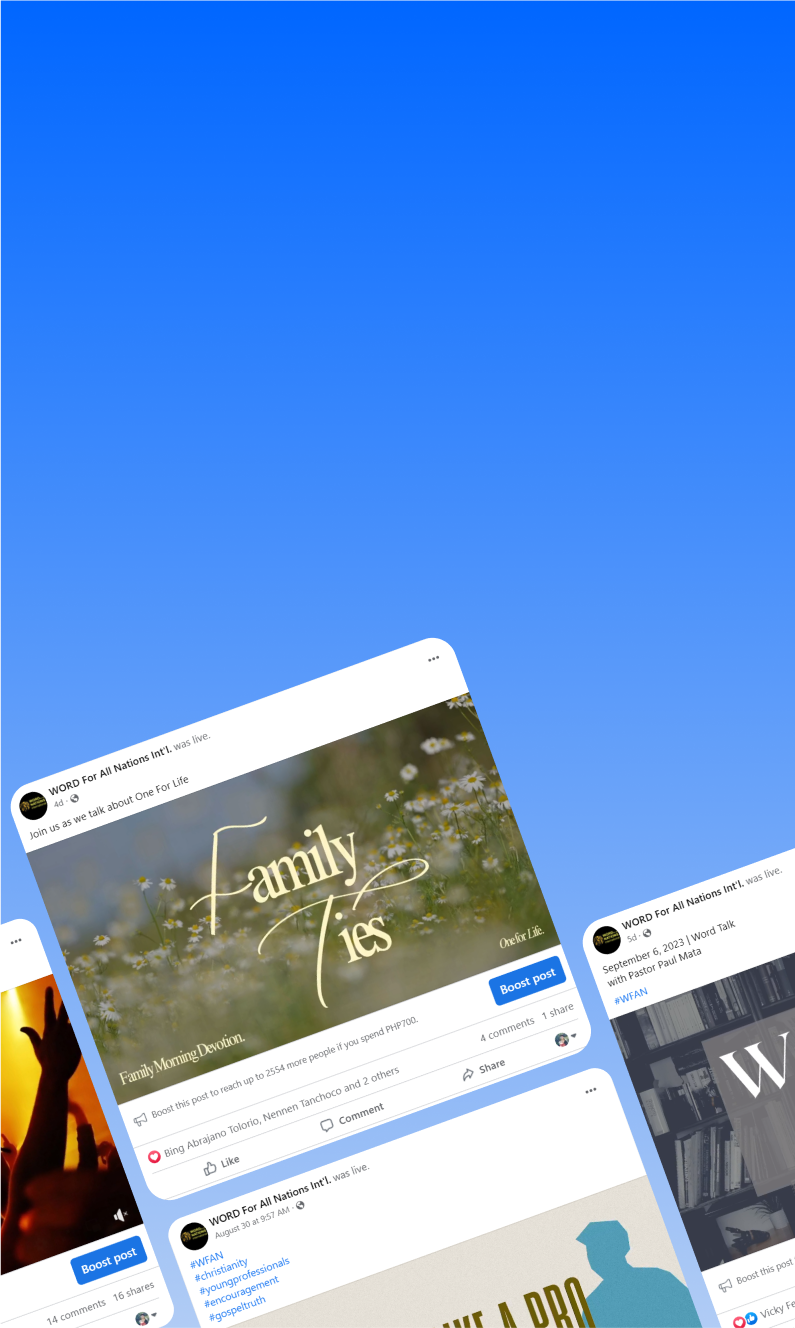 WORD For All Nations Int'l. was live.
4d ·
Join us as we talk about One For Life
Family
Ties
One for Life.
Family Morning Devotion.
Boost this post to reach up to 2554 more people if you spend PHP700.
Boost post
Bing Abrajano Tolorio, Nennen Tanchoco and 2 others
4 comments 1 share
Like
Comment
Share
Boost post
14 comments 16 shares
WORD For All Nations Int'l. was live.
August 30 at 9:57 AM ·
#WFAN
#christianity
#youngprofessionals
#encouragement
#gospeltruth
A PRO
WORD For All Nations Int'l. was live.
5d ·
September 6, 2023 | Word Talk
with Pastor Paul Mata
#WFAN
W
Boost this post
Vicky Fe